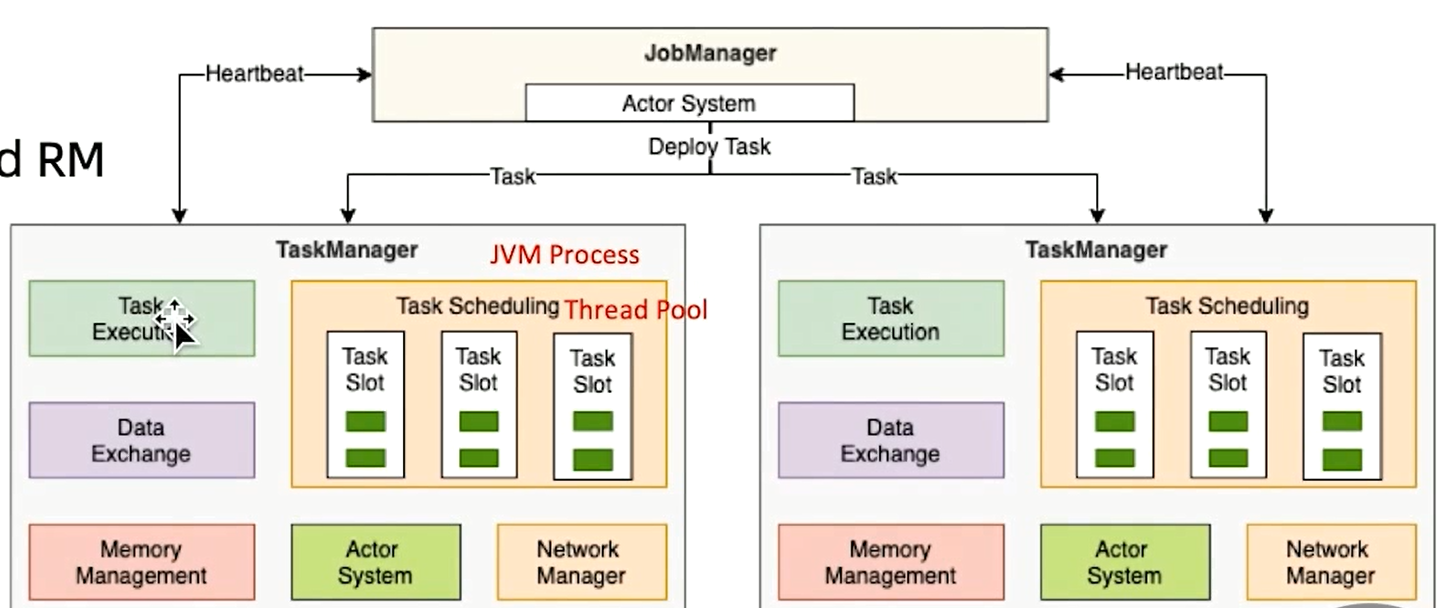 JobManager
Heartbeat
Heartbeat
Actor System
Deploy Task
d RM
Task
Task
TaskManager
JVM Process
Task
Task Scheduling
Thread Pool
Task
Slot
Task
Slot
Task
Slot
Data
Exchange
Memory
Management
Actor
System
Network
Manager
TaskManager
Task
Execution
Task Scheduling
Task
Slot
Task
Slot
Task
Slot
Data
Exchange
Memory
Management
Actor
System
Network
Manager